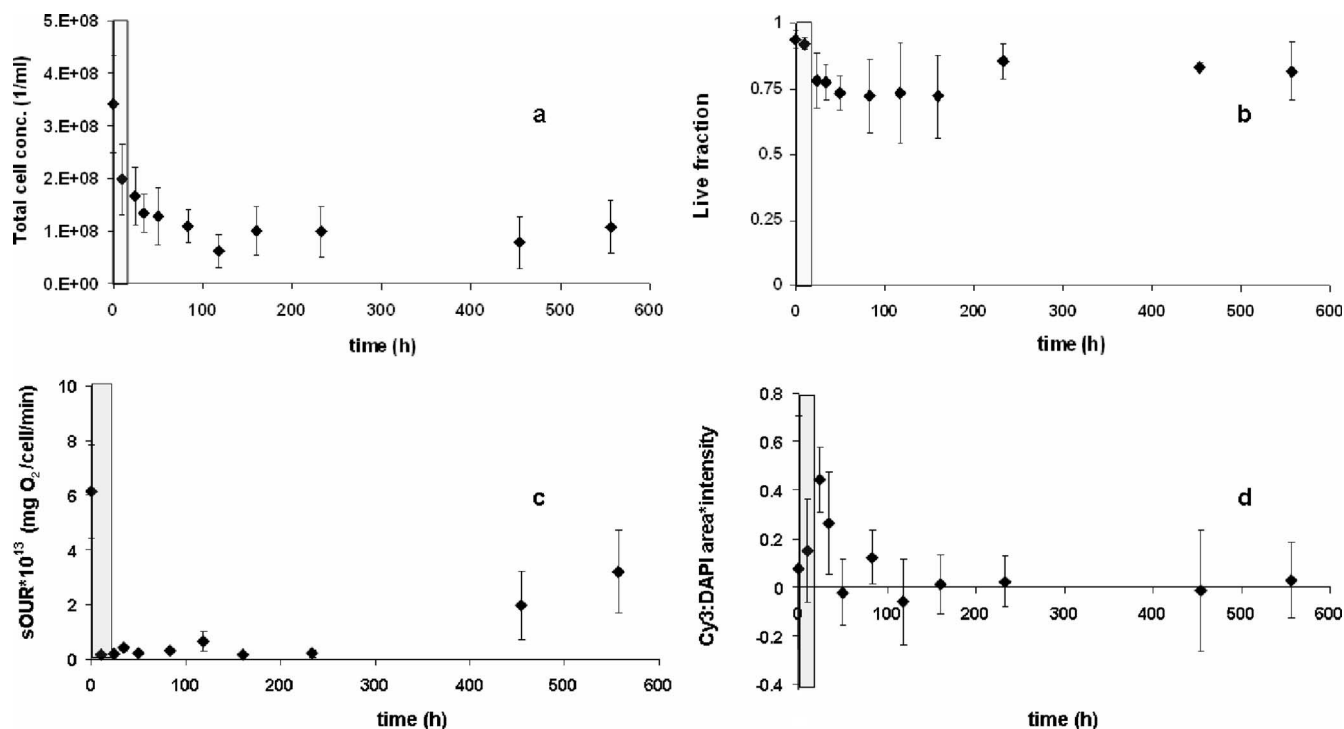 5.E+08
4.E+08
3.E+08
2.E+08
1.E+08
0.E+00
Total cell conc. (1/ml)
a
0 100 200 300 400 500 600
time (h)
1
0.75
0.5
0.25
0
Live fraction
b
0 100 200 300 400 500 600
time (h)
10
8
6
4
2
0
sOUR*10¹³ (mg O₂/cell/min)
c
0 100 200 300 400 500 600
time (h)
0.8
0.6
0.4
0.2
0
-0.2
-0.4
Cy3:DAPI area*intensity
d
0 100 200 300 400 500 600
time (h)